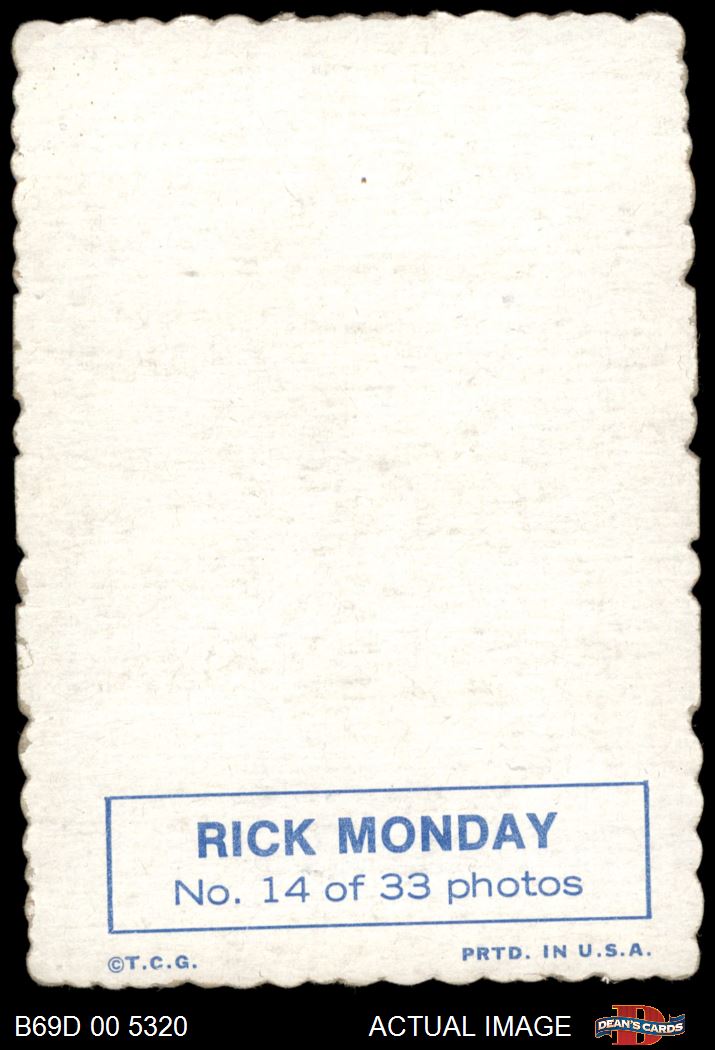 RICK MONDAY
No. 14 of 33 photos
©T.C.G. PRTD. IN U.S.A.
B69D 00 5320 ACTUAL IMAGE DEAN'S CARDS